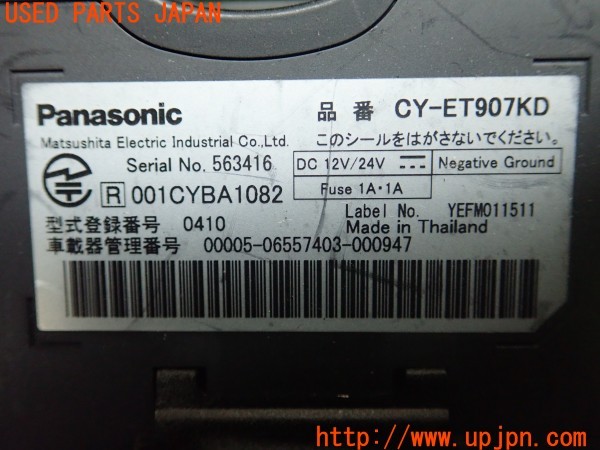 USED PARTS JAPAN
Panasonic 品番 CY-ET907KD
Matsushita Electric Industrial Co.,Ltd. このシールをはがさないでください。
Serial No. 563416 DC 12V/24V Negative Ground
Fuse 1A・1A
R 001CYBA1082
Label No. YEFM011511
型式登録番号 0410 Made in Thailand
車載器管理番号 00005-06557403-000947
http://www.upjpn.com